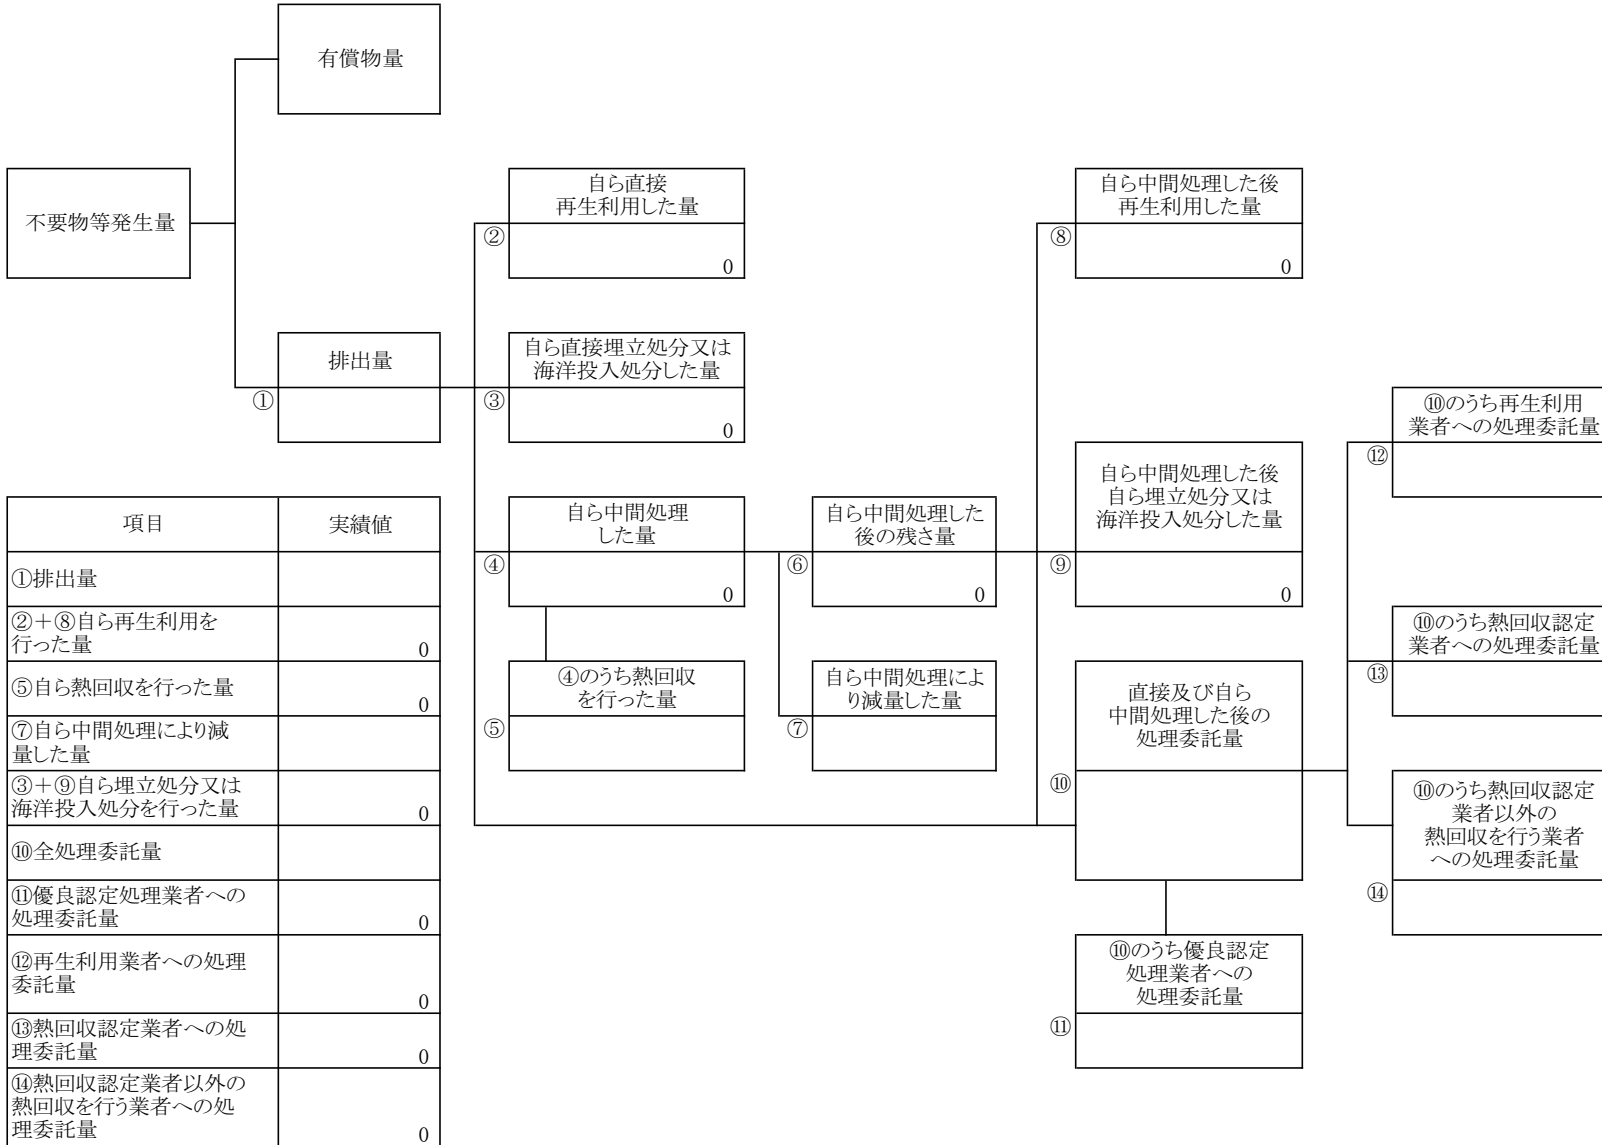 有償物量
不要物等発生量
自ら直接
再生利用した量
②
0
自ら中間処理した後
再生利用した量
⑧
0
排出量
①
自ら直接埋立処分又は
海洋投入処分した量
③
0
⑩のうち再生利用
業者への処理委託量
⑫
自ら中間処理
した量
④
0
自ら中間処理した
後の残さ量
⑥
0
自ら中間処理した後
自ら埋立処分又は
海洋投入処分した量
⑨
0
⑩のうち熱回収認定
業者への処理委託量
⑬
④のうち熱回収
を行った量
⑤
自ら中間処理によ
り減量した量
⑦
直接及び自ら
中間処理した後の
処理委託量
⑩
⑩のうち熱回収認定
業者以外の
熱回収を行う業者
への処理委託量
⑭
⑩のうち優良認定
処理業者への
処理委託量
⑪
項目 実績値
①排出量
②＋⑧自ら再生利用を
行った量 0
⑤自ら熱回収を行った量 0
⑦自ら中間処理により減
量した量
③＋⑨自ら埋立処分又は
海洋投入処分を行った量 0
⑩全処理委託量
⑪優良認定処理業者への
処理委託量 0
⑫再生利用業者への処理
委託量 0
⑬熱回収認定業者への処
理委託量 0
⑭熱回収認定業者以外の
熱回収を行う業者への処
理委託量 0